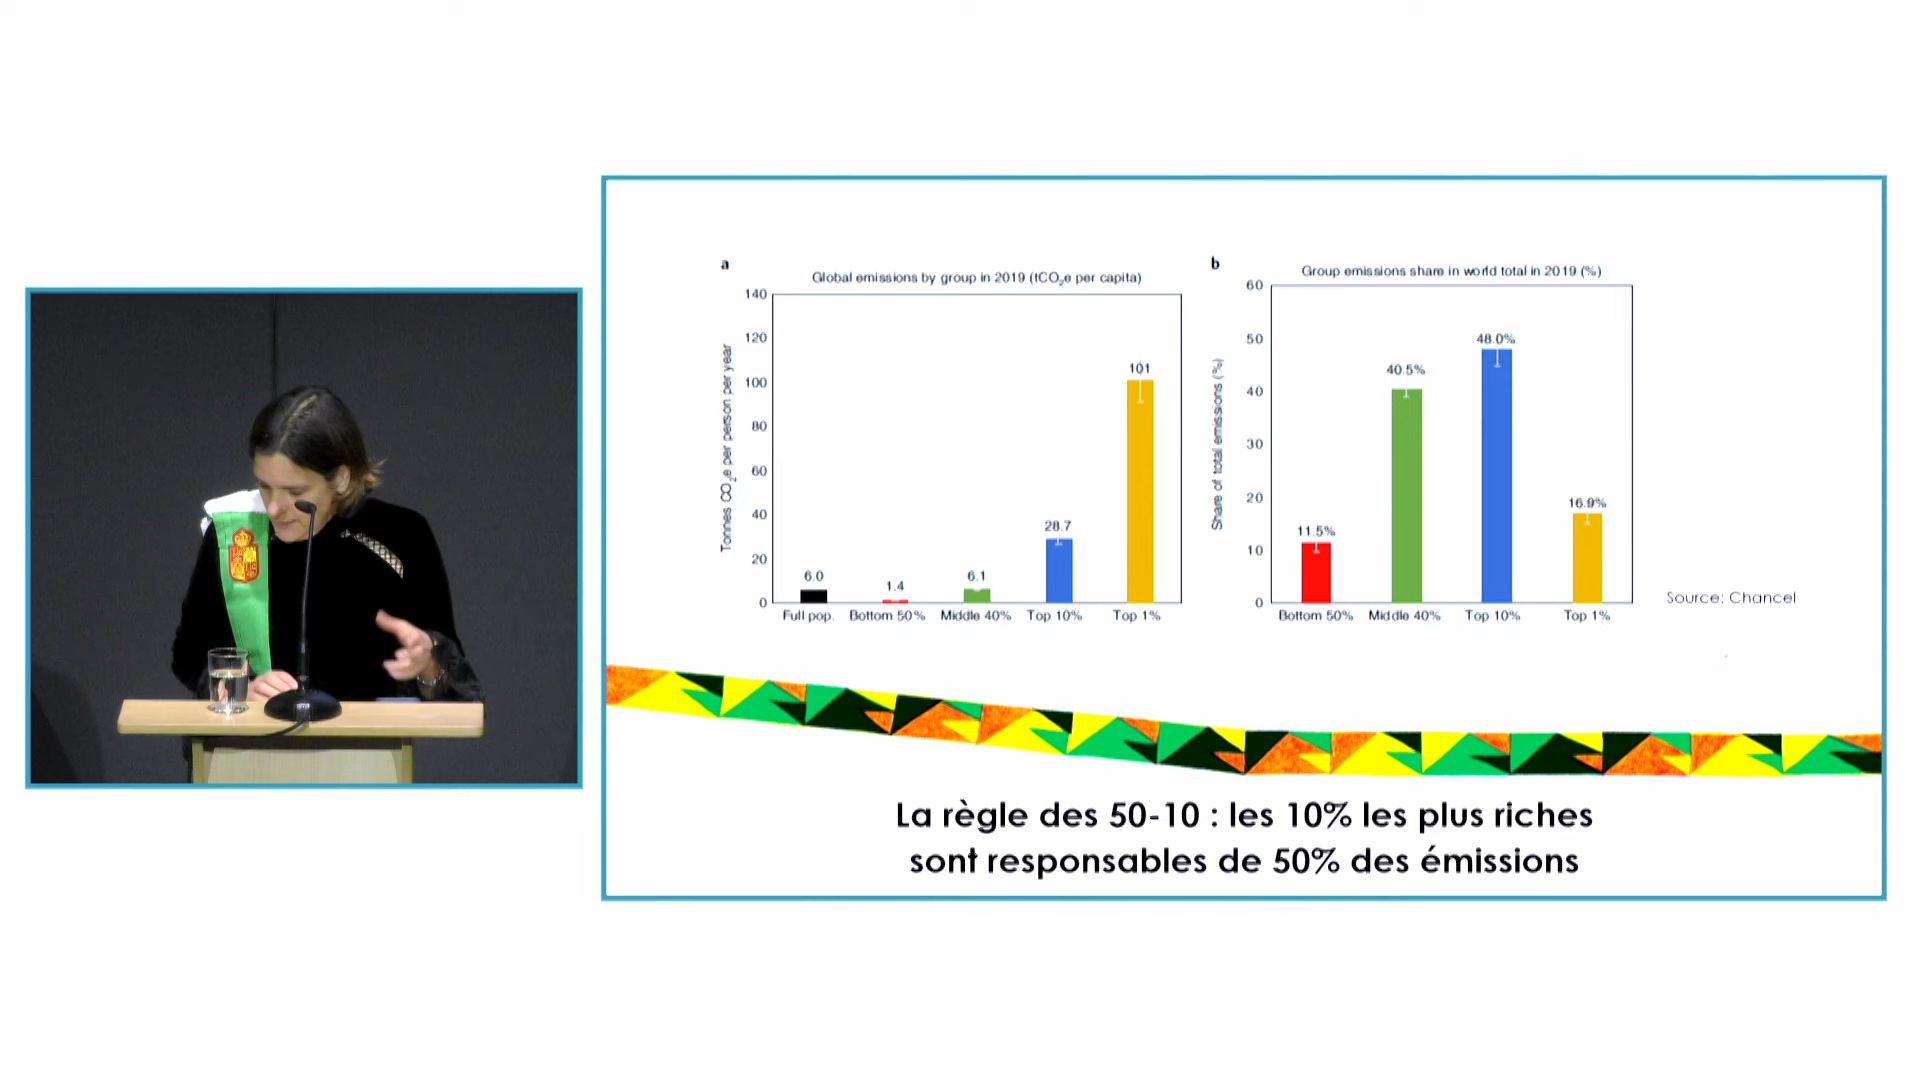 a
Global emissions by group in 2019 (tCO₂e per capita)
Tonnes CO₂e per person per year
140
120
100
80
60
40
20
0
6.0
1.4
6.1
28.7
101
Full pop.
Bottom 50%
Middle 40%
Top 10%
Top 1%
b
Group emissions share in world total in 2019 (%)
Share of total emissions (%)
60
50
40
30
20
10
0
11.5%
40.5%
48.0%
16.9%
Bottom 50%
Middle 40%
Top 10%
Top 1%
Source: Chancel
La règle des 50-10 : les 10% les plus riches
sont responsables de 50% des émissions